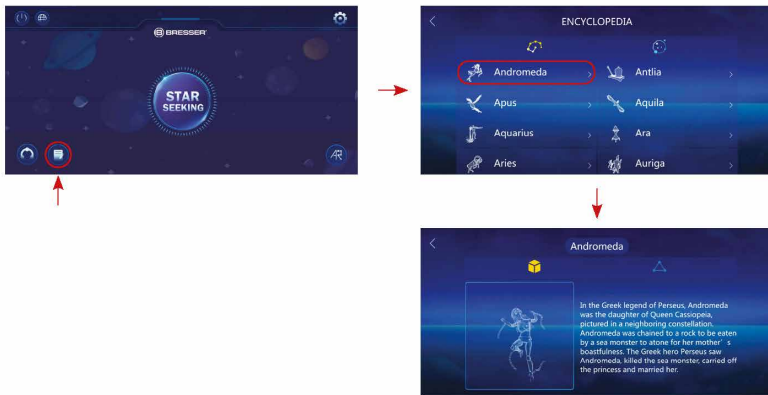 BRESSER
STAR
SEEKING
AR
ENCYCLOPEDIA
Andromeda
Antlia
Apus
Aquila
Aquarius
Ara
Aries
Auriga
Andromeda
In the Greek legend of Perseus, Andromeda
was the daughter of Queen Cassiopeia,
pictured in a neighboring constellation.
Andromeda was chained to a rock to be eaten
by a sea monster to atone for her mother' s
boastfulness. The Greek hero Perseus saw
Andromeda, killed the sea monster, carried off
the princess and married her.